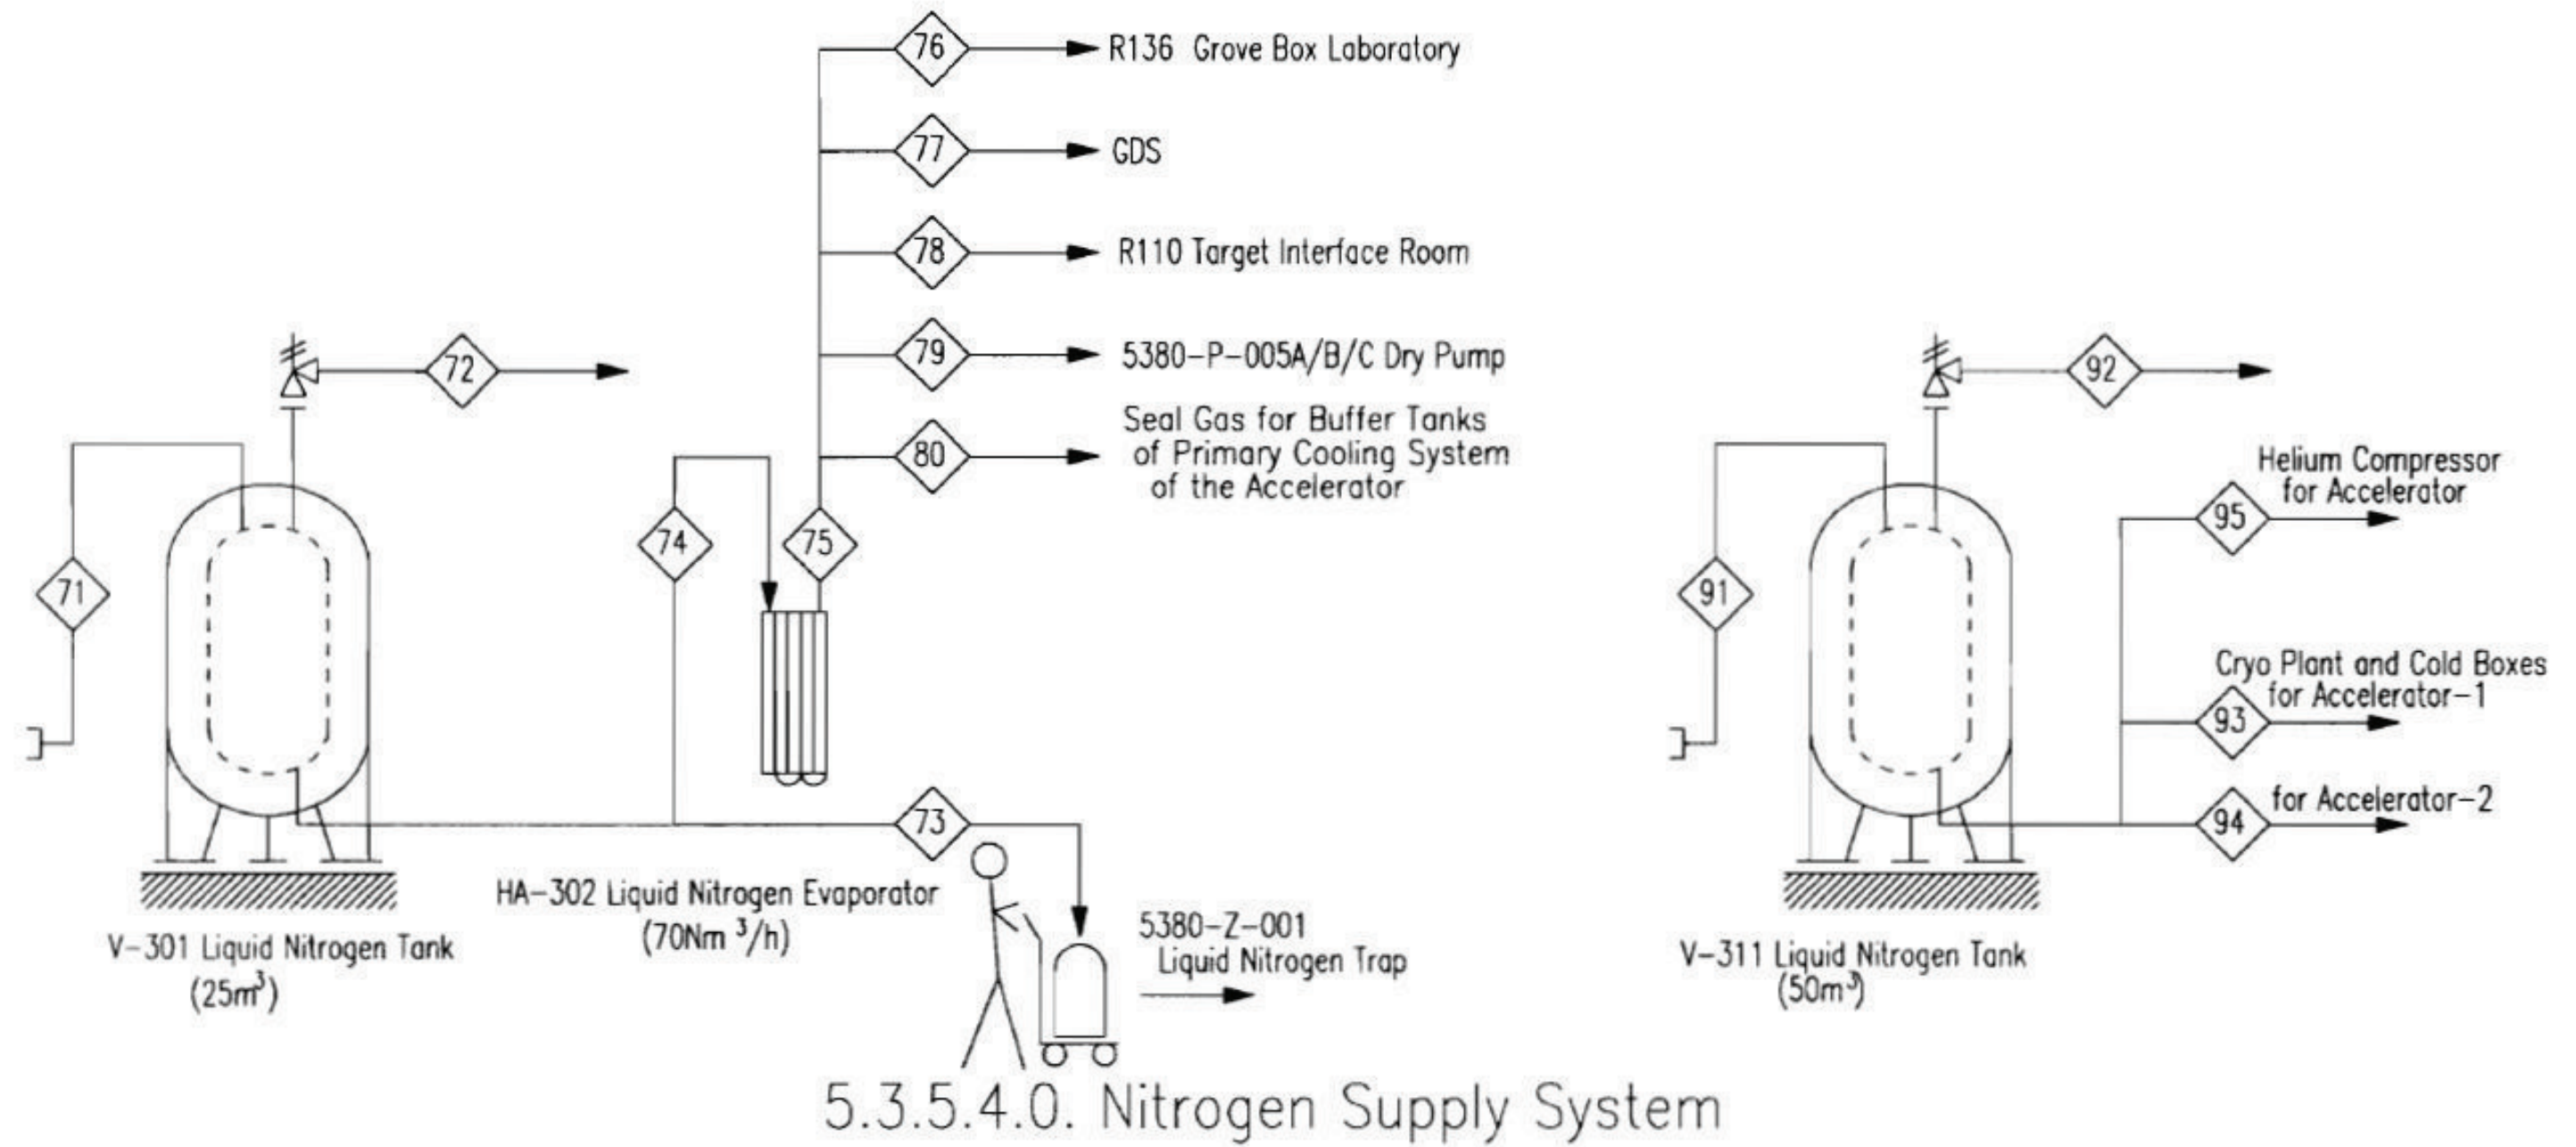 76
R136 Grove Box Laboratory
77
GDS
78
R110 Target Interface Room
79
5380-P-005A/B/C Dry Pump
80
Seal Gas for Buffer Tanks
of Primary Cooling System
of the Accelerator
72
71
74
75
73
HA-302 Liquid Nitrogen Evaporator
(70Nm³/h)
V-301 Liquid Nitrogen Tank
(25m³)
5380-Z-001
Liquid Nitrogen Trap
92
91
Helium Compressor
for Accelerator
95
Cryo Plant and Cold Boxes
for Accelerator-1
93
for Accelerator-2
94
V-311 Liquid Nitrogen Tank
(50m³)
5.3.5.4.0. Nitrogen Supply System